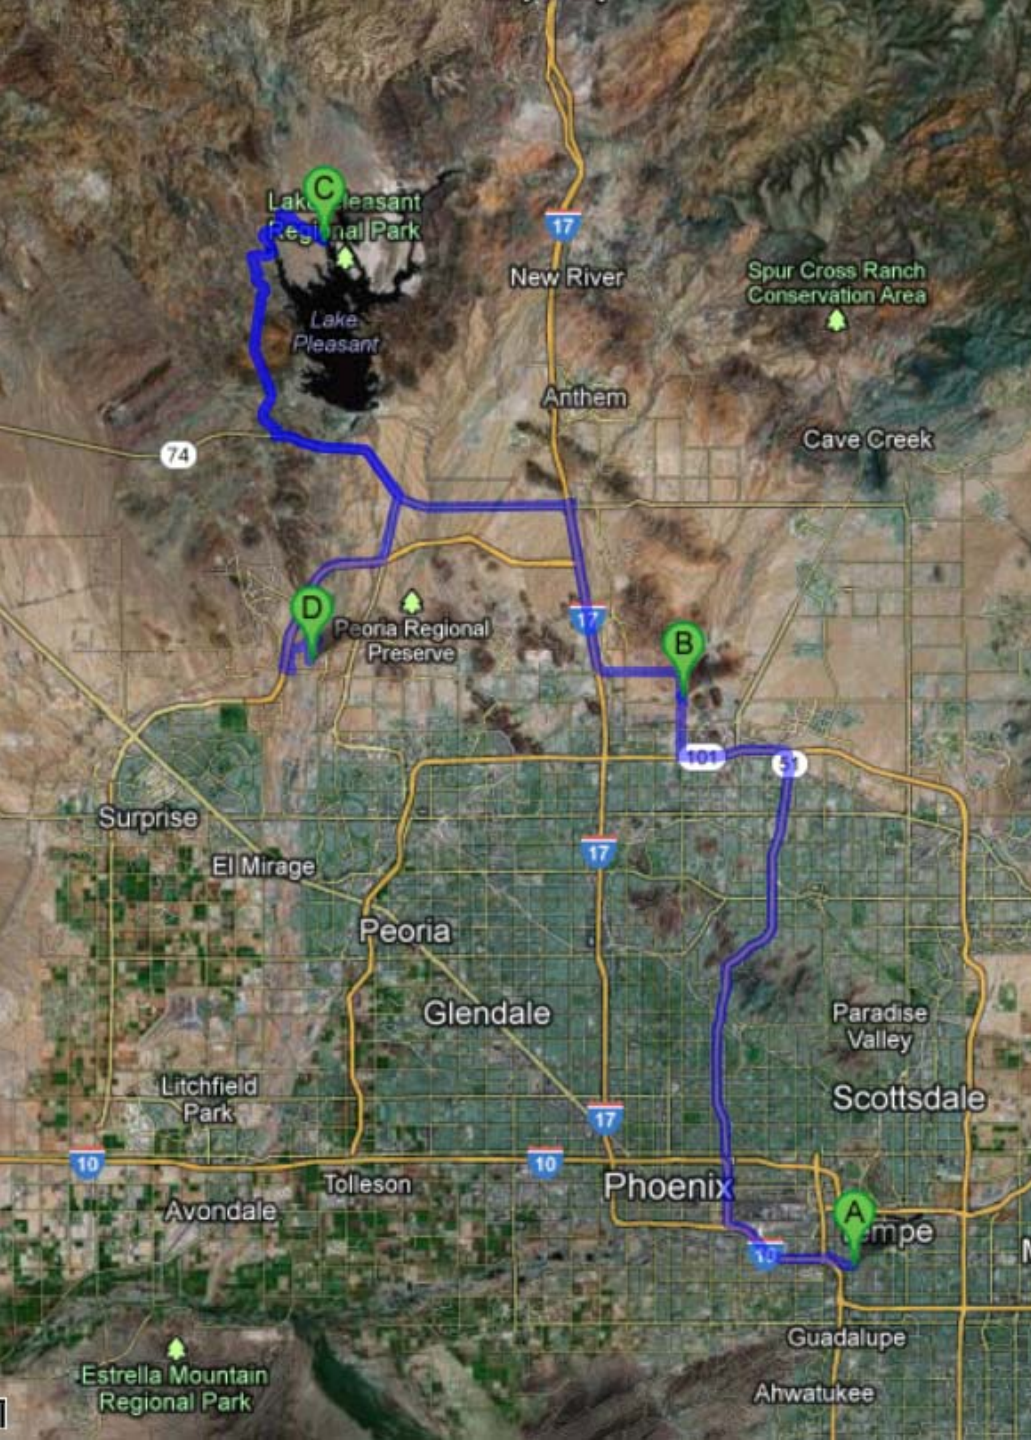 C
Lake Pleasant
Regional Park
17
New River
Spur Cross Ranch
Conservation Area
Lake
Pleasant
Anthem
Cave Creek
74
D
17
Peoria Regional
Preserve
B
101
51
Surprise
17
El Mirage
Peoria
Glendale
Paradise
Valley
Litchfield
Park
Scottsdale
17
10
10
Tolleson
Phoenix
Avondale
A
empe
10
Guadalupe
Estrella Mountain
Regional Park
Ahwatukee